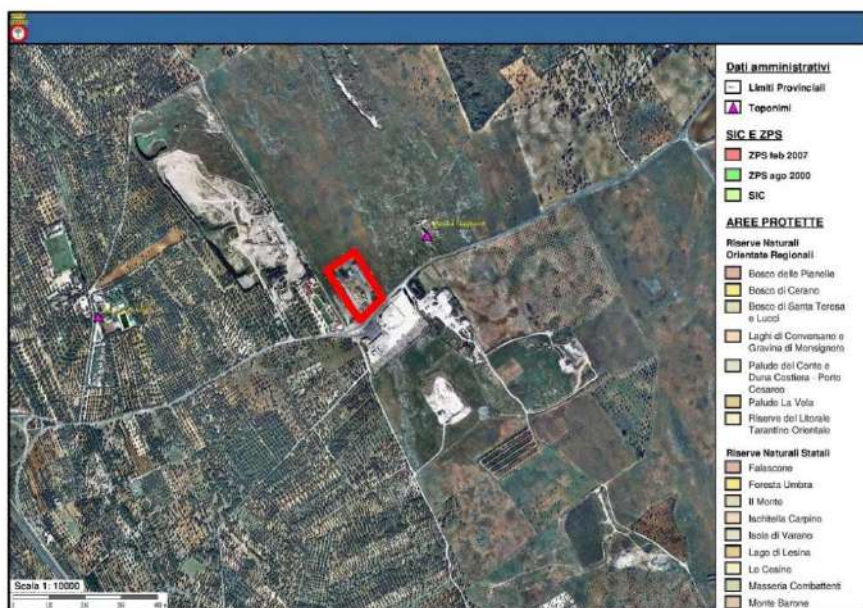 Dati amministrativi
Limiti Provinciali
Toponimi
SIC E ZPS
ZPS feb 2007
ZPS ago 2000
SIC
AREE PROTETTE
Riserve Naturali
Orientate Regionali
Bosco delle Pianelle
Bosco di Cerano
Bosco di Santa Teresa
e Lucci
Laghi di Conversano e
Gravina di Monsignore
Palude del Conte e
Duna Costiera - Porto
Cesareo
Palude La Vela
Riserve del Litorale
Tarantino Orientale
Riserve Naturali Statali
Falascone
Foresta Umbra
Il Monte
Ischitella Carpino
Isola di Varano
Lago di Lesina
Le Cesine
Masseria Combattenti
Monte Barone
Scala 1: 10000